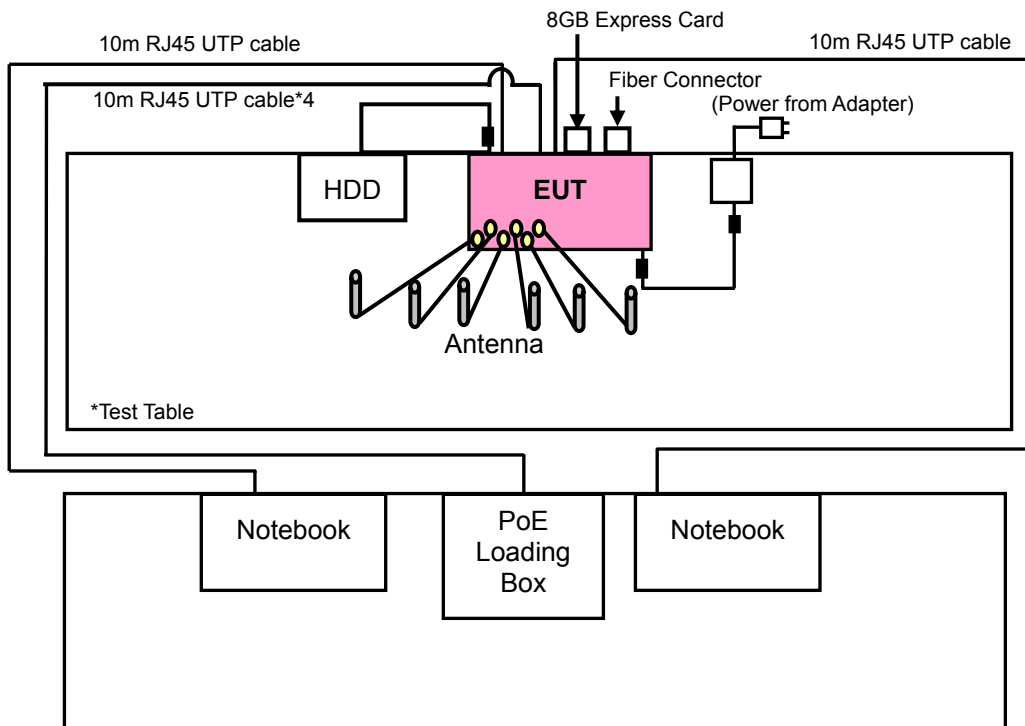 8GB Express Card
10m RJ45 UTP cable
10m RJ45 UTP cable
Fiber Connector
10m RJ45 UTP cable*4
(Power from Adapter)
HDD
EUT
Antenna
*Test Table
Notebook
PoE
Loading
Box
Notebook